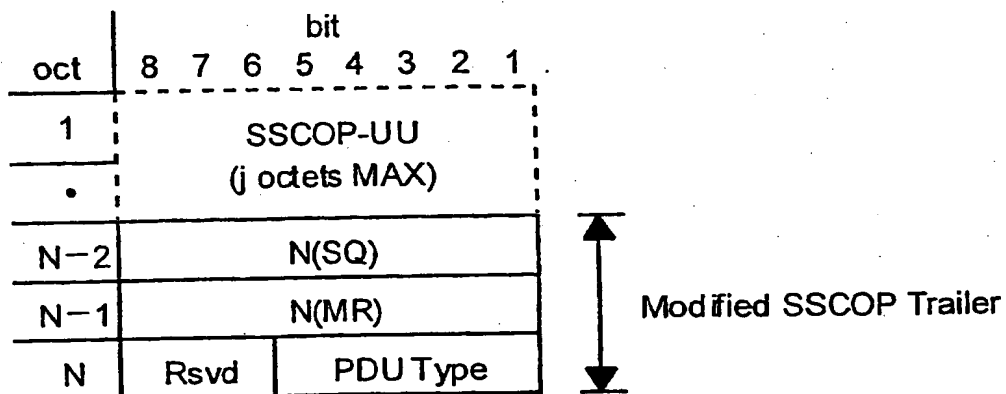 bit
oct 8 7 6 5 4 3 2 1
1 SSCOP-UU
(j octets MAX)
•
N-2 N(SQ)
N-1 N(MR)
Modified SSCOP Trailer
N Rsvd PDU Type